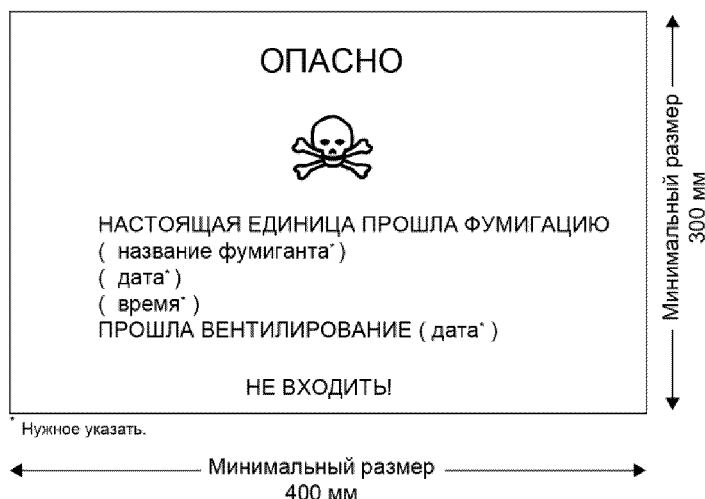 ОПАСНО
НАСТОЯЩАЯ ЕДИНИЦА ПРОШЛА ФУМИГАЦИЮ
( название фумиганта* )
( дата* )
( время* )
ПРОШЛА ВЕНТИЛИРОВАНИЕ ( дата* )
НЕ ВХОДИТЬ!
* Нужное указать.
Минимальный размер
400 мм
Минимальный размер
300 мм